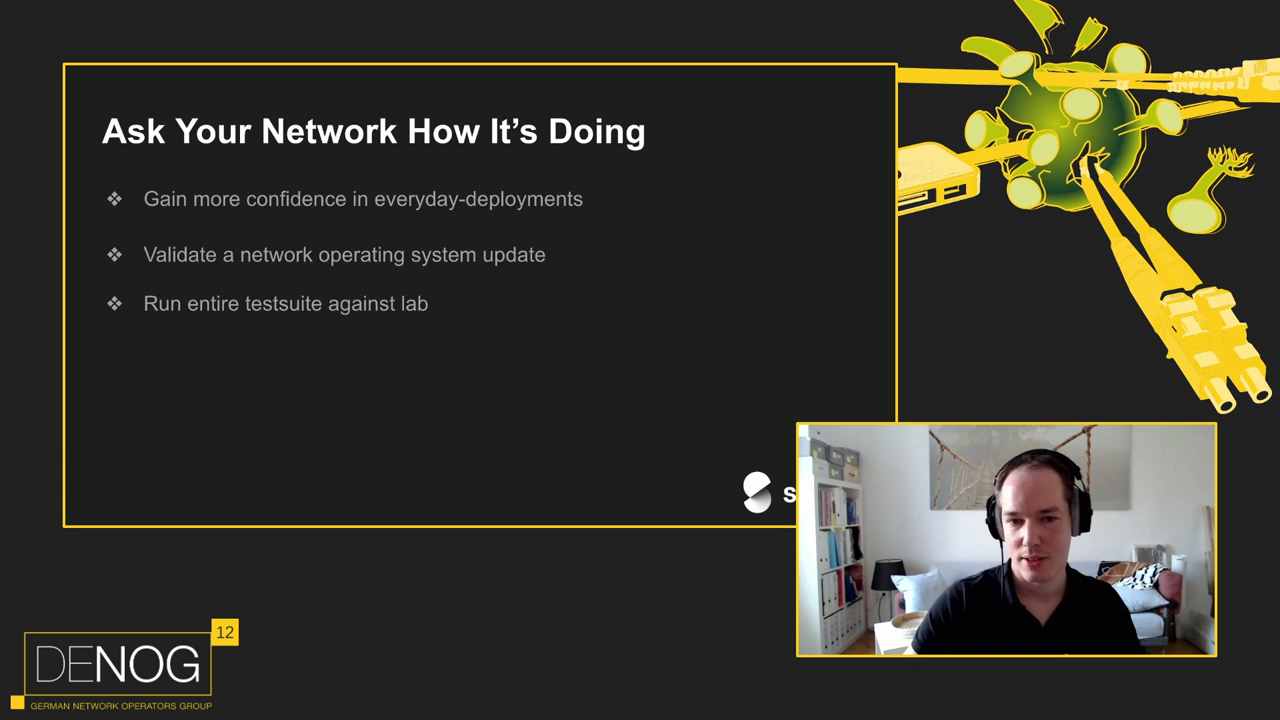 Ask Your Network How It’s Doing
❖ Gain more confidence in everyday-deployments
❖ Validate a network operating system update
❖ Run entire testsuite against lab
s
12
DENOG
GERMAN NETWORK OPERATORS GROUP